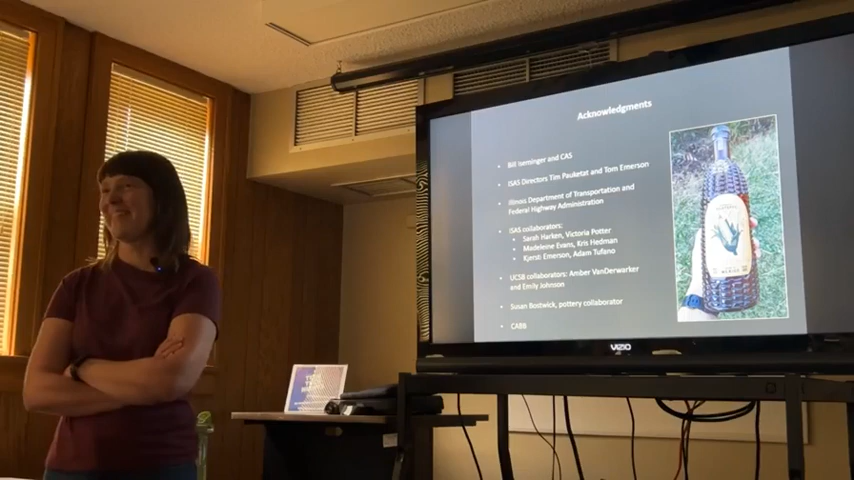 Acknowledgments
Bill Iseminger and CAS
ISAS Directors Tim Pauketat and Tom Emerson
Illinois Department of Transportation and
Federal Highway Administration
ISAS collaborators:
Sarah Harken, Victoria Potter
Madeleine Evans, Kris Hedman
Kjersti Emerson, Adam Tufano
UCSB collaborators: Amber VanDerwarker
and Emily Johnson
Susan Bostwick, pottery collaborator
CABB
VIZIO